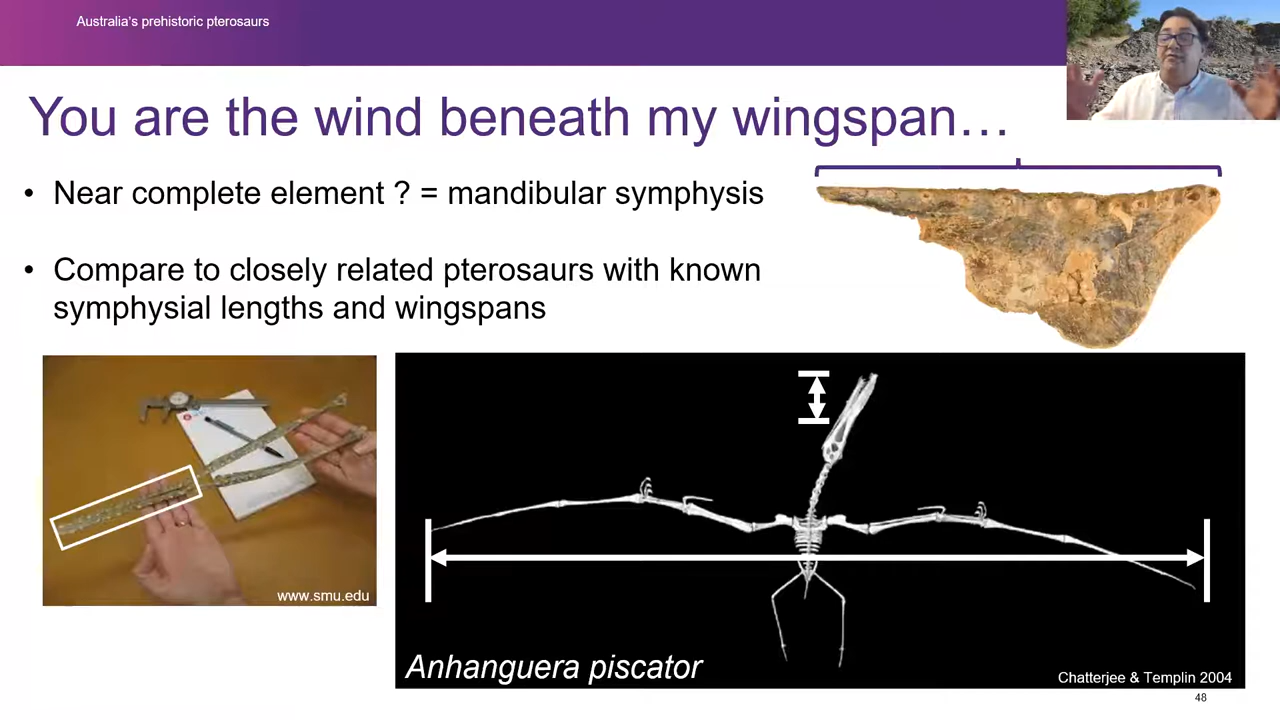 Australia's prehistoric pterosaurs
You are the wind beneath my wingspan…
• Near complete element ? = mandibular symphysis
• Compare to closely related pterosaurs with known
symphysial lengths and wingspans
www.smu.edu
Anhanguera piscator
Chatterjee & Templin 2004
48